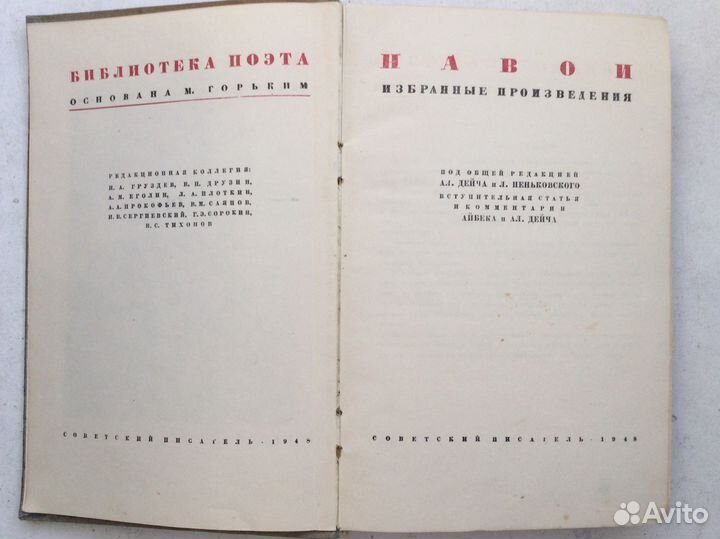 БИБЛИОТЕКА ПОЭТА
ОСНОВАНА М. ГОРЬКИМ
РЕДАКЦИОННАЯ КОЛЛЕГИЯ:
И. А. ГРУЗДЕВ, В. П. ДРУЗИН,
А. М. ЕГОЛИН, Л. А. ПЛОТКИН,
А. А. ПРОКОФЬЕВ, В. М. САЯНОВ,
И. В. СЕРГИЕВСКИЙ, Г. Э. СОРОКИН,
Н. С. ТИХОНОВ
СОВЕТСКИЙ ПИСАТЕЛЬ · 1948
НАВОИ
ИЗБРАННЫЕ ПРОИЗВЕДЕНИЯ
ПОД ОБЩЕЙ РЕДАКЦИЕЙ
АЛ. ДЕЙЧА и Л. ПЕНЬКОВСКОГО
ВСТУПИТЕЛЬНАЯ СТАТЬЯ
И КОММЕНТАРИИ
АЙБЕКА и АЛ. ДЕЙЧА
СОВЕТСКИЙ ПИСАТЕЛЬ · 1948
Avito